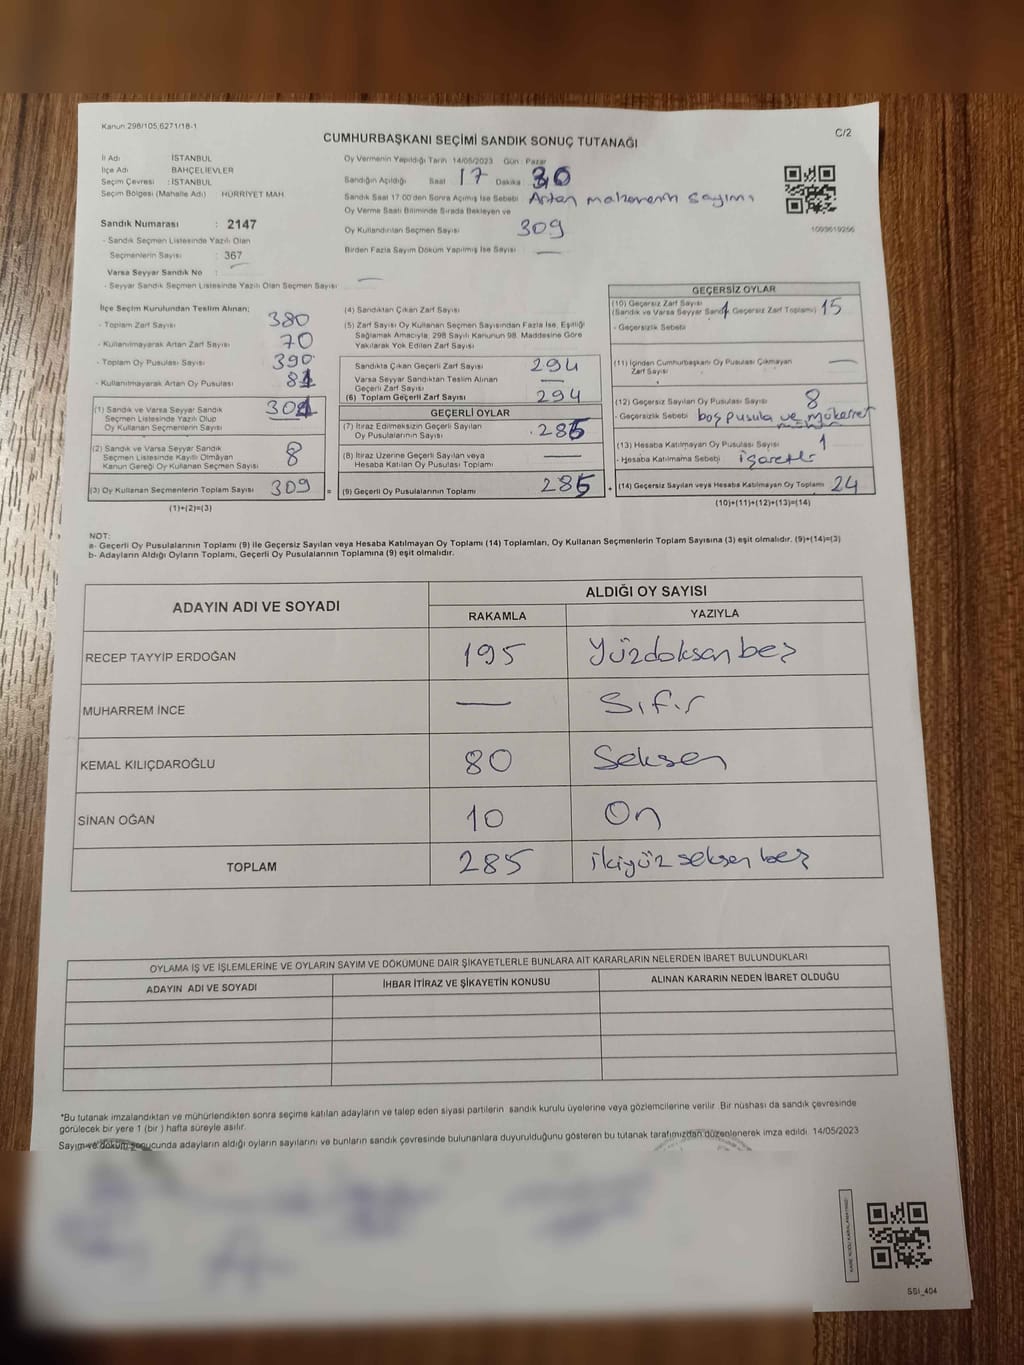 Kanun:298/105,6271/18-1
C/2
CUMHURBAŞKANI SEÇİMİ SANDIK SONUÇ TUTANAĞI
İl Adı İSTANBUL
İlçe Adı BAHÇELİEVLER
Seçim Çevresi : İSTANBUL
Seçim Bölgesi (Mahalle Adı) HÜRRİYET MAH.
Sandık Numarası : 2147
- Sandık Seçmen Listesinde Yazılı Olan
Seçmenlerin Sayısı : 367
Varsa Seyyar Sandık No : —
- Seyyar Sandık Seçmen Listesinde Yazılı Olan Seçmen Sayısı —
Oy Vermenin Yapıldığı Tarih 14/05/2023 Gün : Pazar
Sandığın Açıldığı Saat 17 Dakika : 30
Sandık Saat 17:00'den Sonra Açılmış İse Sebebi Artan malzemenin sayımı
Oy Verme Saati Bitiminde Sırada Bekleyen ve
Oy Kullandırılan Seçmen Sayısı 309
Birden Fazla Sayım Döküm Yapılmış İse Sayısı —
1099619256
İlçe Seçim Kurulundan Teslim Alınan;
- Toplam Zarf Sayısı 380
- Kullanılmayarak Artan Zarf Sayısı 70
- Toplam Oy Pusulası Sayısı 390
- Kullanılmayarak Artan Oy Pusulası 81
(1) Sandık ve Varsa Seyyar Sandık 301
Seçmen Listesinde Yazılı Olup
Oy Kullanan Seçmenlerin Sayısı
(2) Sandık ve Varsa Seyyar Sandık
Seçmen Listesinde Kayıtlı Olmayan 8
Kanun Gereği Oy Kullanan Seçmen Sayısı
(3) Oy Kullanan Seçmenlerin Toplam Sayısı 309 =
(1)+(2)=(3)
(4) Sandıktan Çıkan Zarf Sayısı
(5) Zarf Sayısı Oy Kullanan Seçmen Sayısından Fazla İse, Eşitliği
Sağlamak Amacıyla, 298 Sayılı Kanunun 98. Maddesine Göre
Yakılarak Yok Edilen Zarf Sayısı
Sandıkta Çıkan Geçerli Zarf Sayısı 294
Varsa Seyyar Sandıktan Teslim Alınan
Geçerli Zarf Sayısı —
(6) Toplam Geçerli Zarf Sayısı 294
GEÇERLİ OYLAR
(7) İtiraz Edilmeksizin Geçerli Sayılan
Oy Pusulalarının Sayısı 285
(8) İtiraz Üzerine Geçerli Sayılan veya
Hesaba Katılan Oy Pusulası Toplamı —
(9) Geçerli Oy Pusulalarının Toplamı 285 +
GEÇERSİZ OYLAR
(10) Geçersiz Zarf Sayısı
(Sandık ve Varsa Seyyar Sandık Geçersiz Zarf Toplamı) 15
- Geçersizlik Sebebi
(11) İçinden Cumhurbaşkanı Oy Pusulası Çıkmayan
Zarf Sayısı —
(12) Geçersiz Sayılan Oy Pusulası Sayısı 8
- Geçersizlik Sebebi boş pusula ve mükerret
mühür
(13) Hesaba Katılmayan Oy Pusulası Sayısı 1
- Hesaba Katılmama Sebebi işaretli
(14) Geçersiz Sayılan veya Hesaba Katılmayan Oy Toplamı 24
(10)+(11)+(12)+(13)=(14)
NOT:
a- Geçerli Oy Pusulalarının Toplamı (9) ile Geçersiz Sayılan veya Hesaba Katılmayan Oy Toplamı (14) Toplamları, Oy Kullanan Seçmenlerin Toplam Sayısına (3) eşit olmalıdır. (9)+(14)=(3)
b- Adayların Aldığı Oyların Toplamı, Geçerli Oy Pusulalarının Toplamına (9) eşit olmalıdır.
ADAYIN ADI VE SOYADI
ALDIĞI OY SAYISI
RAKAMLA YAZIYLA
RECEP TAYYİP ERDOĞAN 195 Yüzdoksanbeş
MUHARREM İNCE — Sıfır
KEMAL KILIÇDAROĞLU 80 Seksen
SİNAN OĞAN 10 On
TOPLAM 285 ikiyüz seksen beş
OYLAMA İŞ VE İŞLEMLERİNE VE OYLARIN SAYIM VE DÖKÜMÜNE DAİR ŞİKAYETLERLE BUNLARA AİT KARARLARIN NELERDEN İBARET BULUNDUKLARI
ADAYIN ADI VE SOYADI İHBAR İTİRAZ VE ŞİKAYETİN KONUSU ALINAN KARARIN NEDEN İBARET OLDUĞU
*Bu tutanak imzalandıktan ve mühürlendikten sonra seçime katılan adayların ve talep eden siyasi partilerin sandık kurulu üyelerine veya gözlemcilerine verilir. Bir nüshası da sandık çevresinde
görülecek bir yere 1 (bir ) hafta süreyle asılır.
Sayım ve döküm sonucunda adayların aldığı oyların sayılarını ve bunların sandık çevresinde bulunanlara duyurulduğunu gösteren bu tutanak tarafımızdan düzenlenerek imza edildi. 14/05/2023
SSI_404